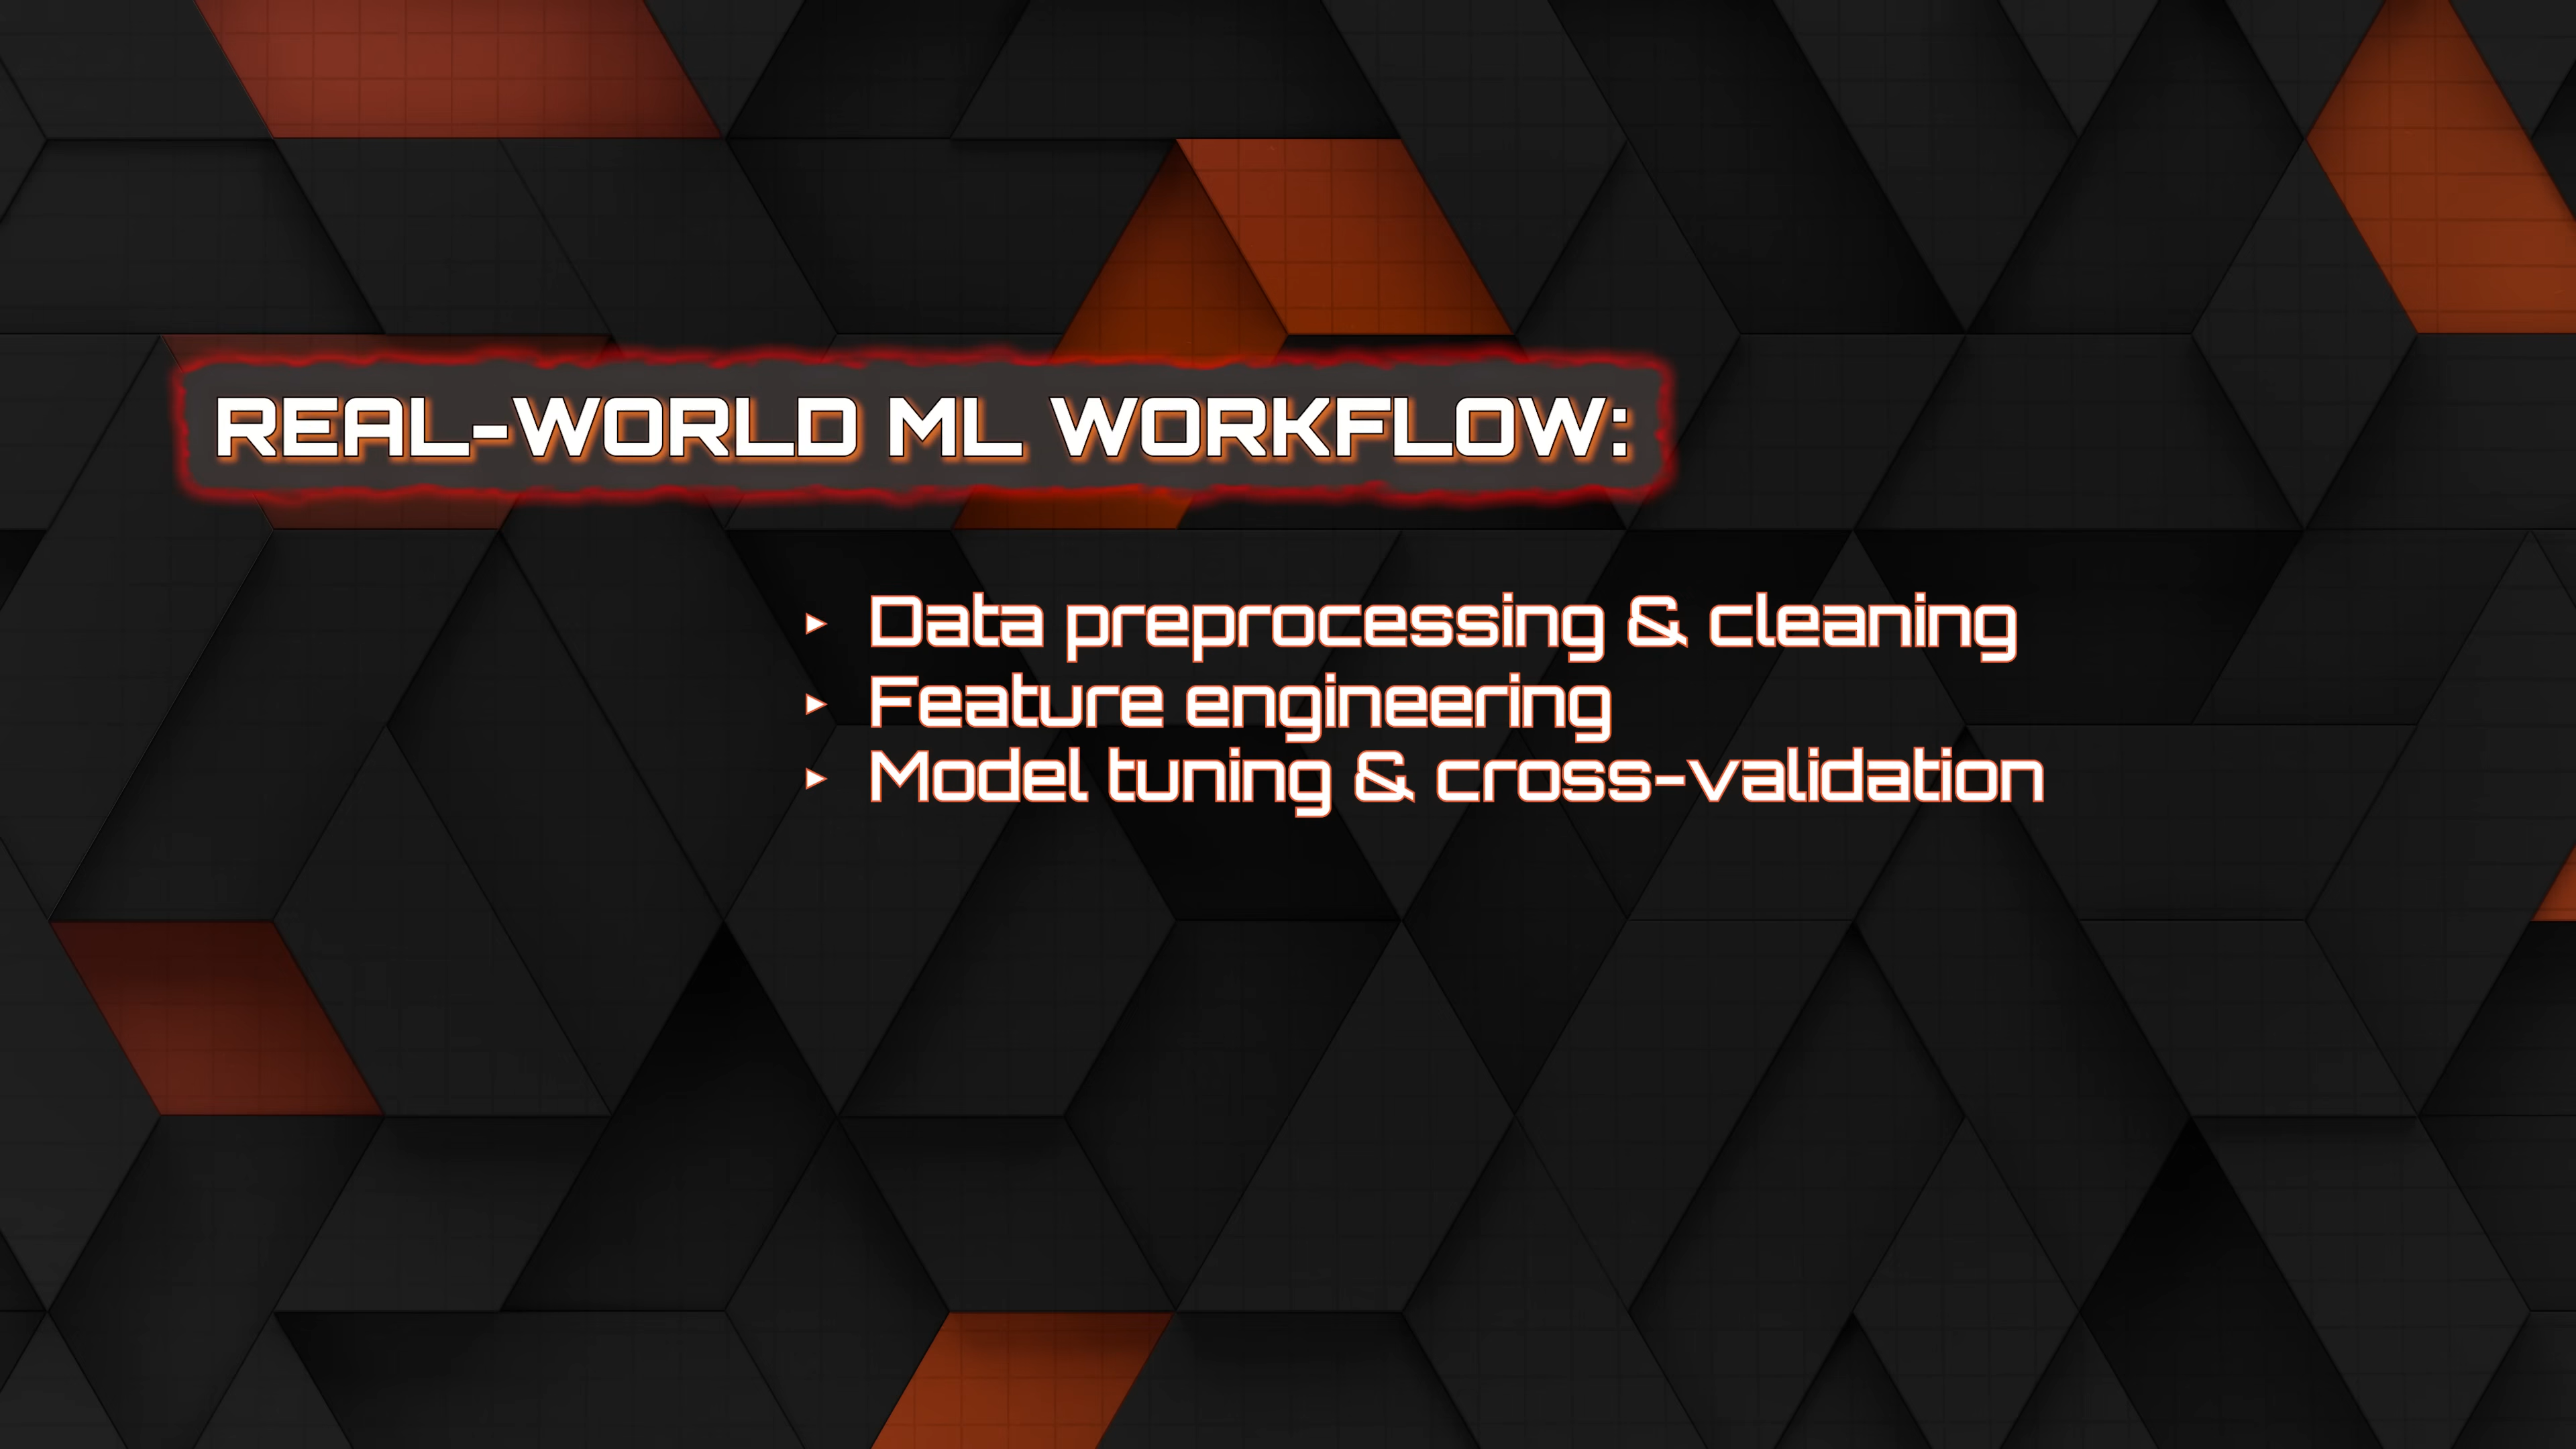 REAL-WORLD ML WORKFLOW:
▸ Data preprocessing & cleaning
▸ Feature engineering
▸ Model tuning & cross-validation